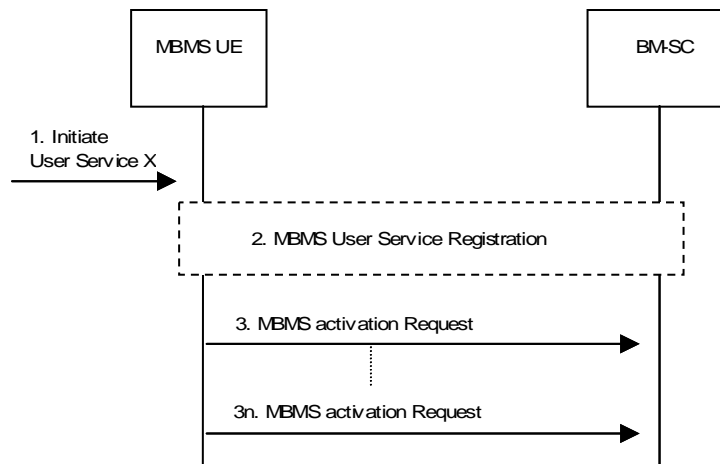 MBMS UE
BM-SC
1. Initiate
User Service X
2. MBMS User Service Registration
3. MBMS activation Request
3n. MBMS activation Request